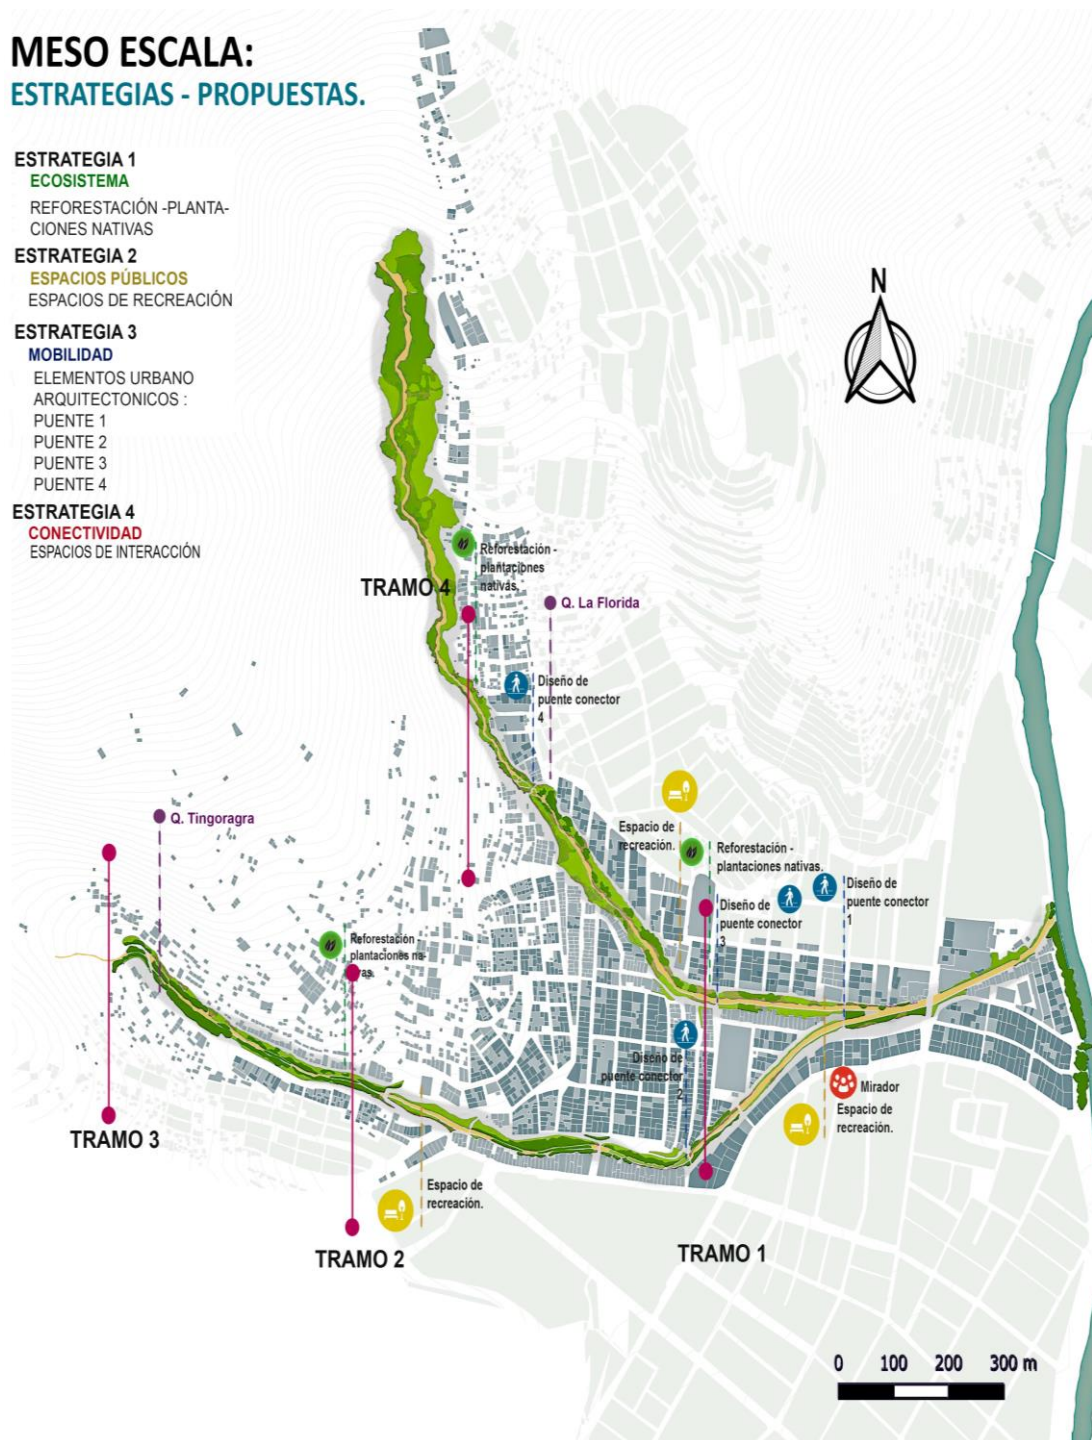 MESO ESCALA:
ESTRATEGIAS - PROPUESTAS.
ESTRATEGIA 1
ECOSISTEMA
REFORESTACIÓN -PLANTA-
CIONES NATIVAS
ESTRATEGIA 2
ESPACIOS PÚBLICOS
ESPACIOS DE RECREACIÓN
ESTRATEGIA 3
MOBILIDAD
ELEMENTOS URBANO
ARQUITECTONICOS :
PUENTE 1
PUENTE 2
PUENTE 3
PUENTE 4
ESTRATEGIA 4
CONECTIVIDAD
ESPACIOS DE INTERACCIÓN
N
Reforestación -
plantaciones
nativas.
TRAMO 4
Q. La Florida
Diseño de
puente conector
4
Q. Tingoragra
Espacio de
recreación.
Reforestación -
plantaciones nativas.
Diseño de
puente conector
1
Diseño de
puente conector
3
Reforestación -
plantaciones na-
tivas.
Diseño de
puente conector
2
Mirador
Espacio de
recreación.
TRAMO 3
Espacio de
recreación.
TRAMO 2
TRAMO 1
0 100 200 300 m